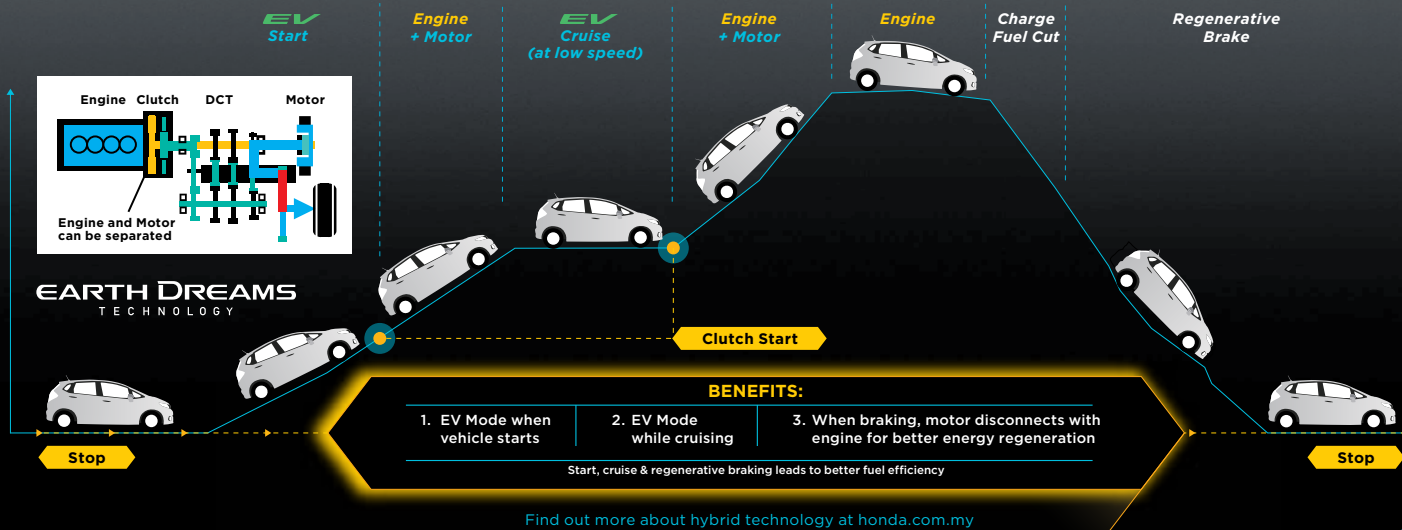 EV
Start
Engine
+ Motor
EV
Cruise
(at low speed)
Engine
+ Motor
Engine
Charge
Fuel Cut
Regenerative
Brake
Engine Clutch DCT Motor
Engine and Motor
can be separated
EARTH DREAMS
TECHNOLOGY
Clutch Start
Stop
BENEFITS:
1. EV Mode when
vehicle starts
2. EV Mode
while cruising
3. When braking, motor disconnects with
engine for better energy regeneration
Start, cruise & regenerative braking leads to better fuel efficiency
Stop
Find out more about hybrid technology at honda.com.my